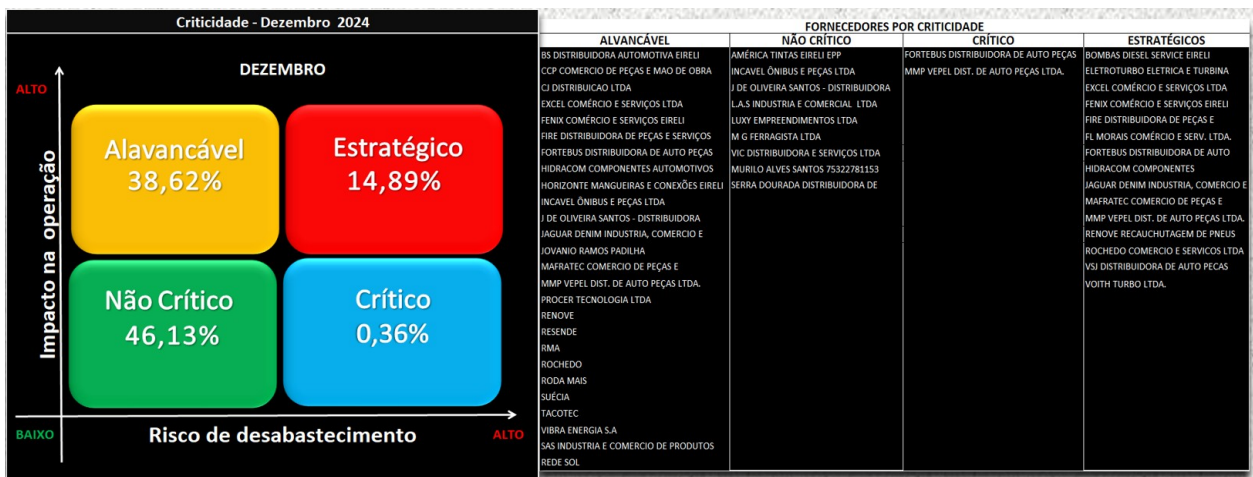 Criticidade - Dezembro 2024
DEZEMBRO
ALTO
Impacto na operação
Alavancável
38,62%
Estratégico
14,89%
Não Crítico
46,13%
Crítico
0,36%
BAIXO
Risco de desabastecimento
ALTO
FORNECEDORES POR CRITICIDADE
ALVANCÁVEL
BS DISTRIBUIDORA AUTOMOTIVA EIRELI
CCP COMERCIO DE PEÇAS E MAO DE OBRA
CJ DISTRIBUICAO LTDA
EXCEL COMÉRCIO E SERVIÇOS LTDA
FENIX COMÉRCIO E SERVIÇOS EIRELI
FIRE DISTRIBUIDORA DE PEÇAS E SERVIÇOS
FORTEBUS DISTRIBUIDORA DE AUTO PEÇAS
HIDRACOM COMPONENTES AUTOMOTIVOS
HORIZONTE MANGUEIRAS E CONEXÕES EIRELI
INCAVEL ÔNIBUS E PEÇAS LTDA
J DE OLIVEIRA SANTOS - DISTRIBUIDORA
JAGUAR DENIM INDUSTRIA, COMERCIO E
JOVANIO RAMOS PADILHA
MAFRATEC COMERCIO DE PEÇAS E
MMP VEPEL DIST. DE AUTO PEÇAS LTDA.
PROCER TECNOLOGIA LTDA
RENOVE
RESENDE
RMA
ROCHEDO
RODA MAIS
SUÉCIA
TACOTEC
VIBRA ENERGIA S.A
SAS INDUSTRIA E COMERCIO DE PRODUTOS
REDE SOL
NÃO CRÍTICO
AMÉRICA TINTAS EIRELI EPP
INCAVEL ÔNIBUS E PEÇAS LTDA
J DE OLIVEIRA SANTOS - DISTRIBUIDORA
L.A.S INDUSTRIA E COMERCIAL LTDA
LUXY EMPREENDIMENTOS LTDA
M G FERRAGISTA LTDA
VIC DISTRIBUIDORA E SERVIÇOS LTDA
MURILO ALVES SANTOS 75322781153
SERRA DOURADA DISTRIBUIDORA DE
CRÍTICO
FORTEBUS DISTRIBUIDORA DE AUTO PEÇAS
MMP VEPEL DIST. DE AUTO PEÇAS LTDA.
ESTRATÉGICOS
BOMBAS DIESEL SERVICE EIRELI
ELETROTURBO ELETRICA E TURBINA
EXCEL COMÉRCIO E SERVIÇOS LTDA
FENIX COMÉRCIO E SERVIÇOS EIRELI
FIRE DISTRIBUIDORA DE PEÇAS E
FL MORAIS COMÉRCIO E SERV. LTDA.
FORTEBUS DISTRIBUIDORA DE AUTO
HIDRACOM COMPONENTES
JAGUAR DENIM INDUSTRIA, COMERCIO E
MAFRATEC COMERCIO DE PEÇAS E
MMP VEPEL DIST. DE AUTO PEÇAS LTDA.
RENOVE RECAUCHUTAGEM DE PNEUS
ROCHEDO COMERCIO E SERVICOS LTDA
VSJ DISTRIBUIDORA DE AUTO PECAS
VOITH TURBO LTDA.